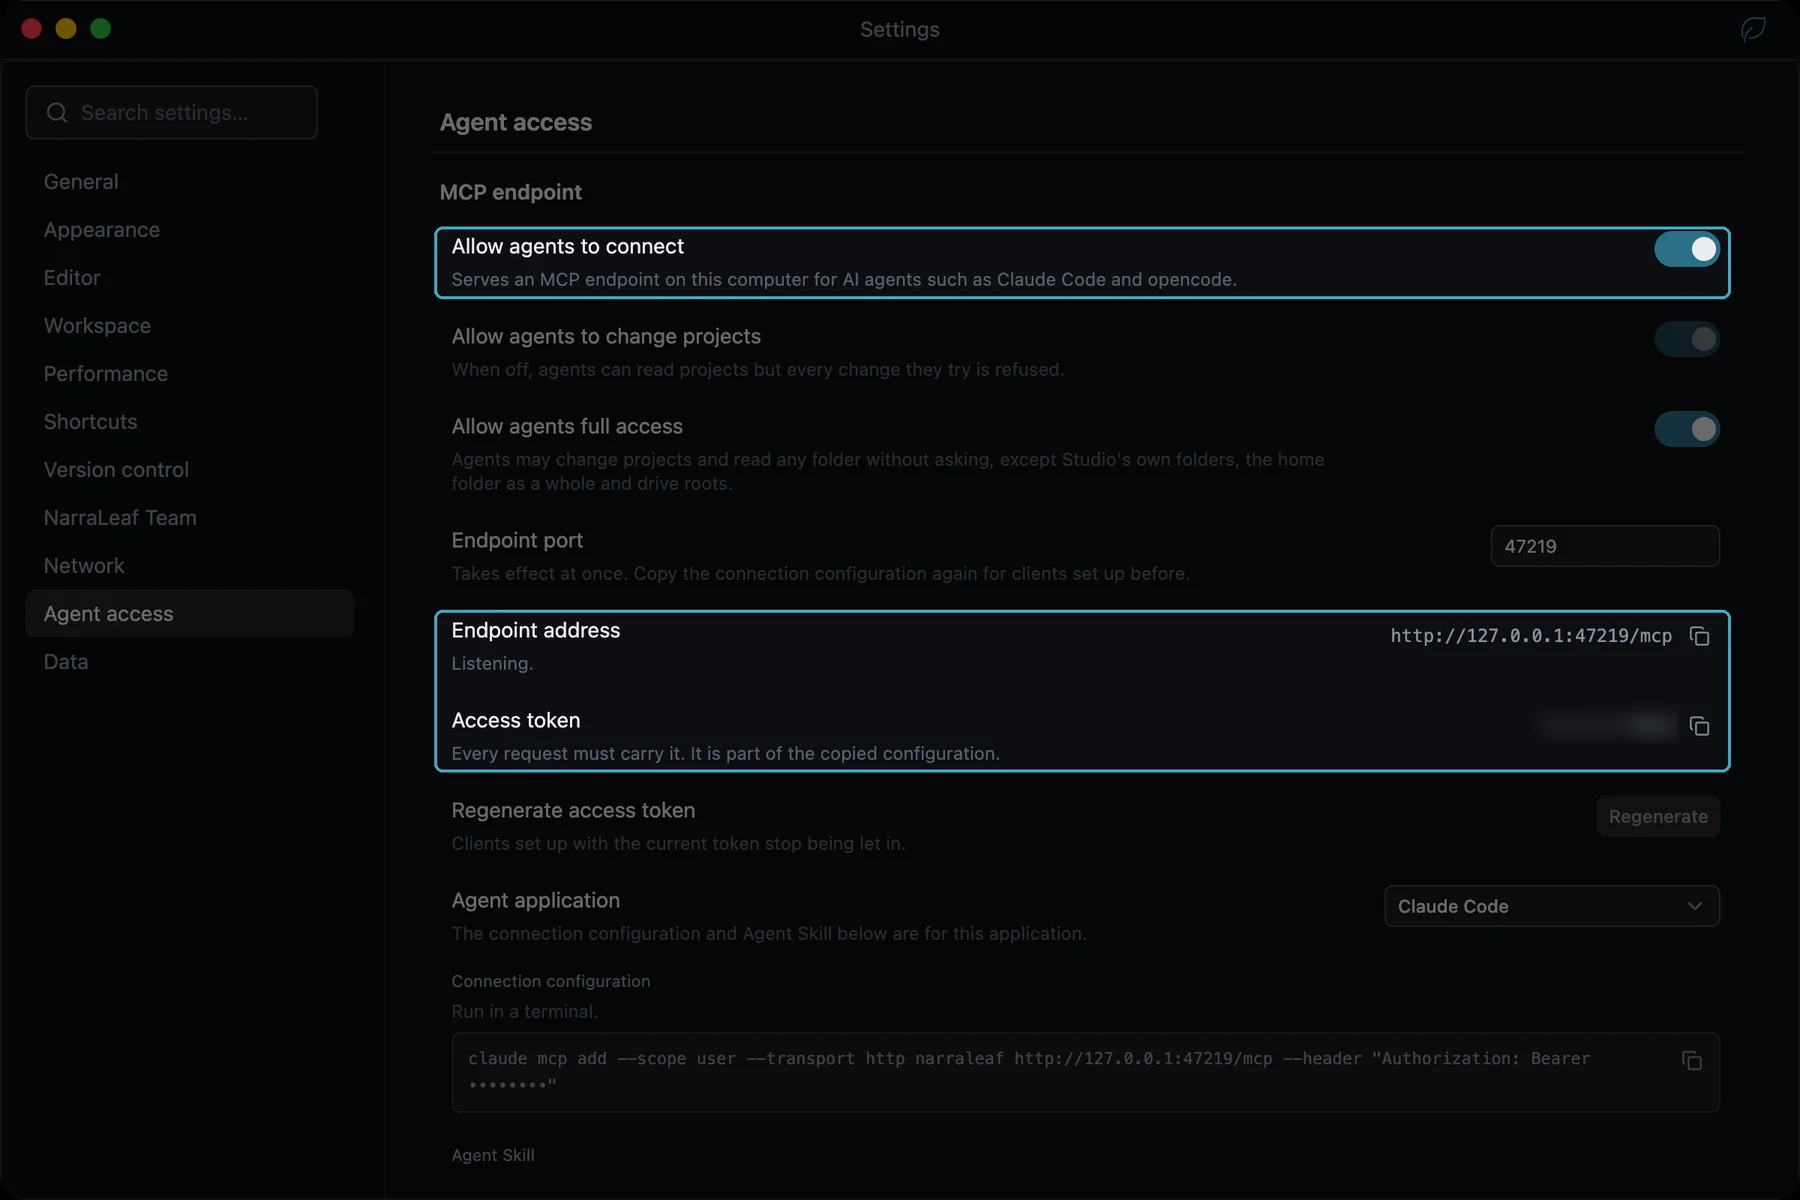 Settings
Search settings...
General
Appearance
Editor
Workspace
Performance
Shortcuts
Version control
NarraLeaf Team
Network
Agent access
Data
Agent access
MCP endpoint
Allow agents to connect
Serves an MCP endpoint on this computer for AI agents such as Claude Code and opencode.
Allow agents to change projects
When off, agents can read projects but every change they try is refused.
Allow agents full access
Agents may change projects and read any folder without asking, except Studio's own folders, the home
folder as a whole and drive roots.
Endpoint port
47219
Takes effect at once. Copy the connection configuration again for clients set up before.
Endpoint address
http://127.0.0.1:47219/mcp
Listening.
Access token
Every request must carry it. It is part of the copied configuration.
Regenerate access token
Regenerate
Clients set up with the current token stop being let in.
Agent application
Claude Code
The connection configuration and Agent Skill below are for this application.
Connection configuration
Run in a terminal.
claude mcp add --scope user --transport http narraleaf http://127.0.0.1:47219/mcp --header "Authorization: Bearer
••••••••"
Agent Skill